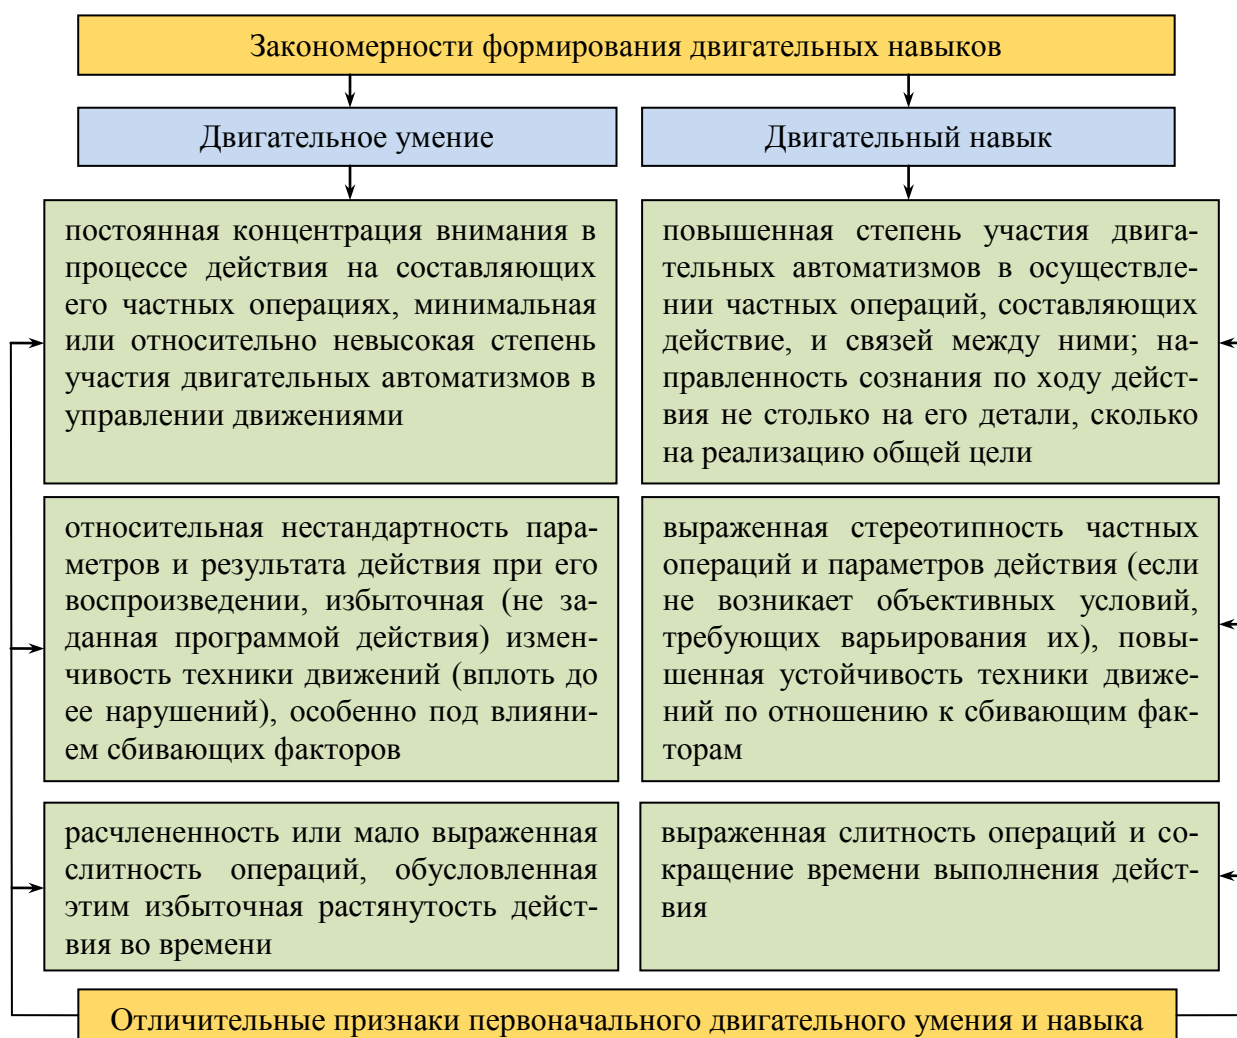 Закономерности формирования двигательных навыков
Двигательное умение
Двигательный навык
постоянная концентрация внимания в
процессе действия на составляющих
его частных операциях, минимальная
или относительно невысокая степень
участия двигательных автоматизмов в
управлении движениями
повышенная степень участия двига-
тельных автоматизмов в осуществле-
нии частных операций, составляющих
действие, и связей между ними; на-
правленность сознания по ходу дейст-
вия не столько на его детали, сколько
на реализацию общей цели
относительная нестандартность пара-
метров и результата действия при его
воспроизведении, избыточная (не за-
данная программой действия) измен-
чивость техники движений (вплоть до
ее нарушений), особенно под влияни-
ем сбивающих факторов
выраженная стереотипность частных
операций и параметров действия (если
не возникает объективных условий,
требующих варьирования их), повы-
шенная устойчивость техники движе-
ний по отношению к сбивающим фак-
торам
расчлененность или мало выраженная
слитность операций, обусловленная
этим избыточная растянутость дейст-
вия во времени
выраженная слитность операций и со-
кращение времени выполнения дейст-
вия
Отличительные признаки первоначального двигательного умения и навыка